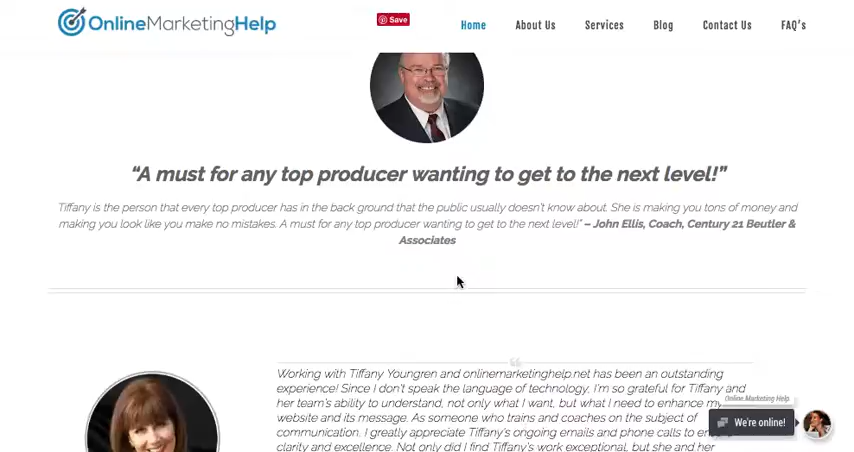 OnlineMarketingHelp
Save
Home About Us Services Blog Contact Us FAQ's
“A must for any top producer wanting to get to the next level!”
Tiffany is the person that every top producer has in the back ground that the public usually doesn't know about. She is making you tons of money and
making you look like you make no mistakes. A must for any top producer wanting to get to the next level!” – John Ellis, Coach, Century 21 Beutler &
Associates
Working with Tiffany Youngren and onlinemarketinghelp.net has been an outstanding
experience! Since I don't speak the language of technology, I'm so grateful for Tiffany and
her team's ability to understand, not only what I want, but what I need to enhance my
website and its message. As someone who trains and coaches on the subject of
communication, I greatly appreciate Tiffany's ongoing emails and phone calls to
clarity and excellence. Not only did I find Tiffany's work exceptional, but she and her
Online Marketing Help
We're online!